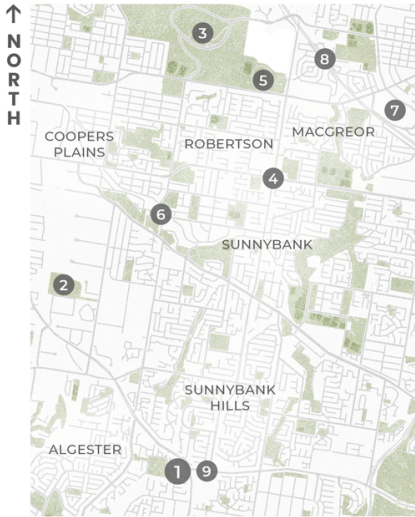 NORTH
3
8
5
7
COOPERS
PLAINS
ROBERTSON
MACGREOR
4
6
SUNNYBANK
2
SUNNYBANK
HILLS
ALGESTER
1
9